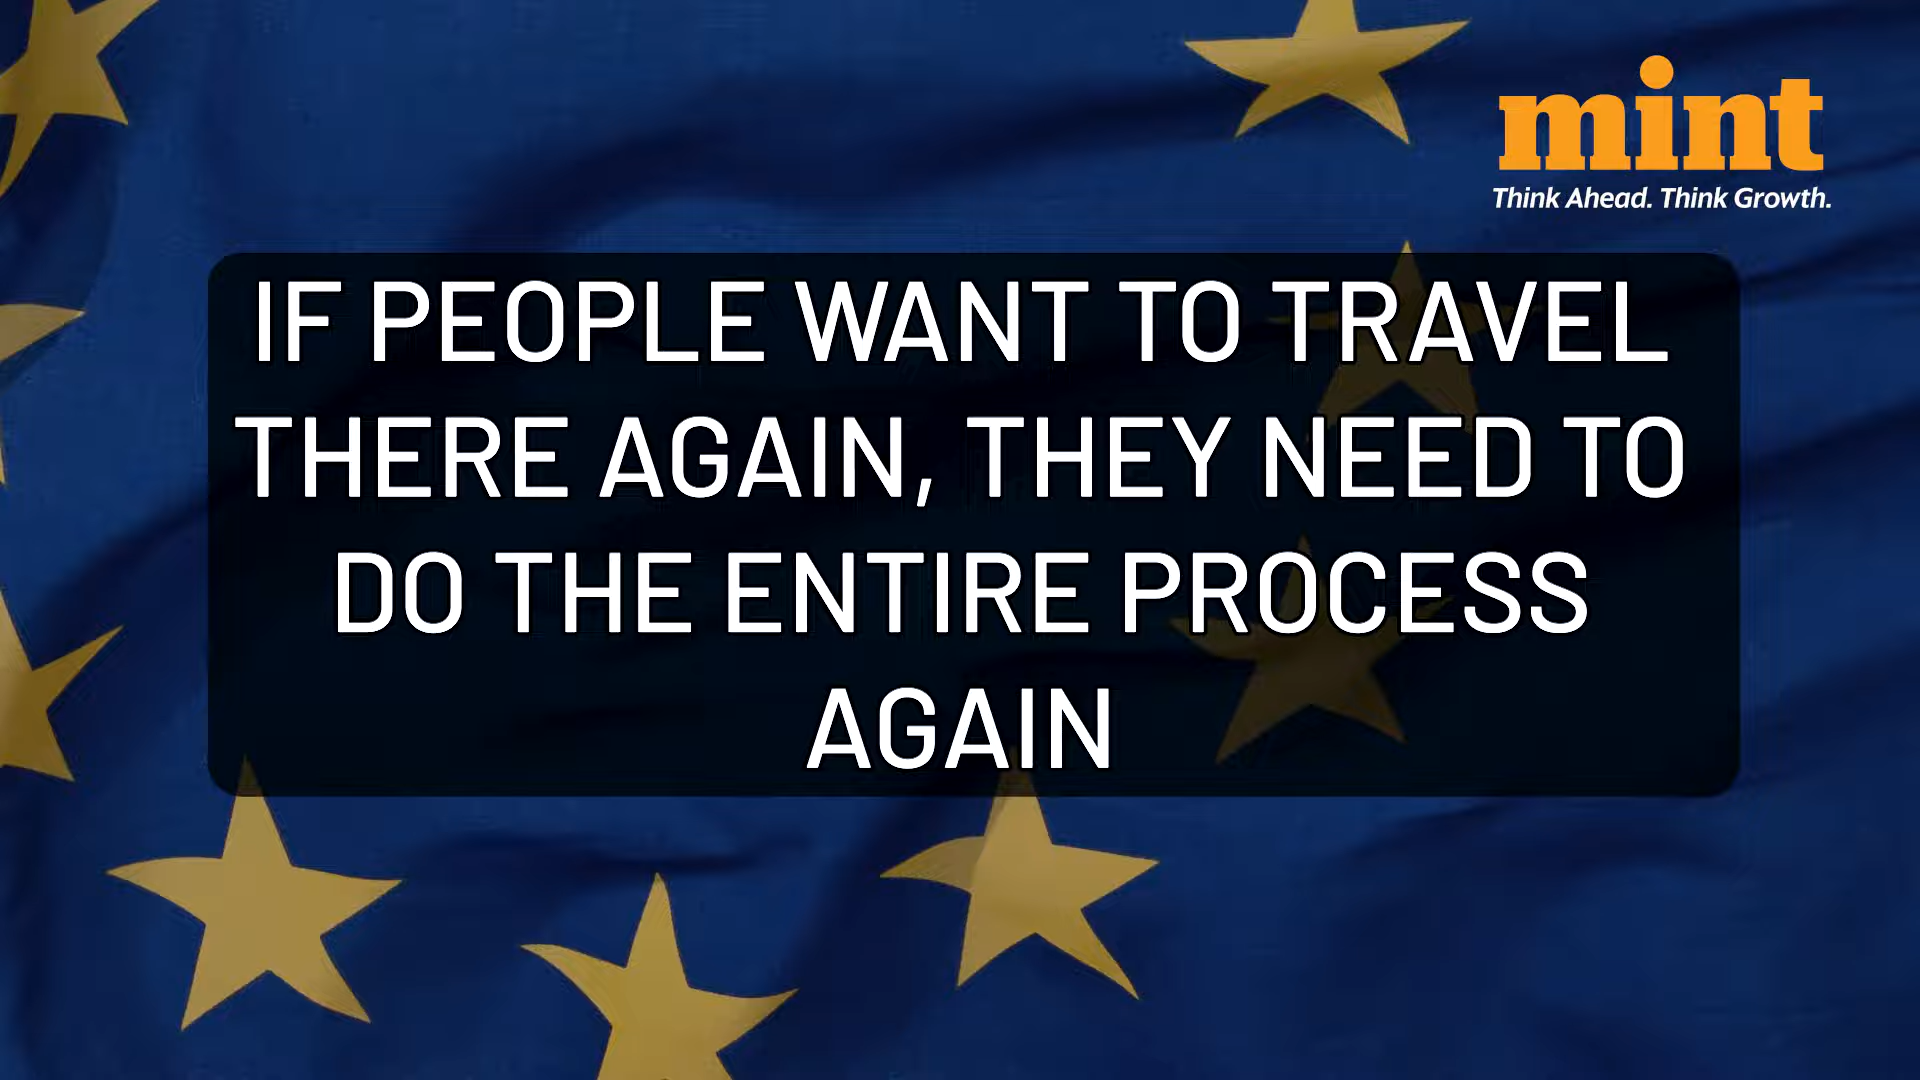 mint
Think Ahead. Think Growth.
IF PEOPLE WANT TO TRAVEL
THERE AGAIN, THEY NEED TO
DO THE ENTIRE PROCESS
AGAIN